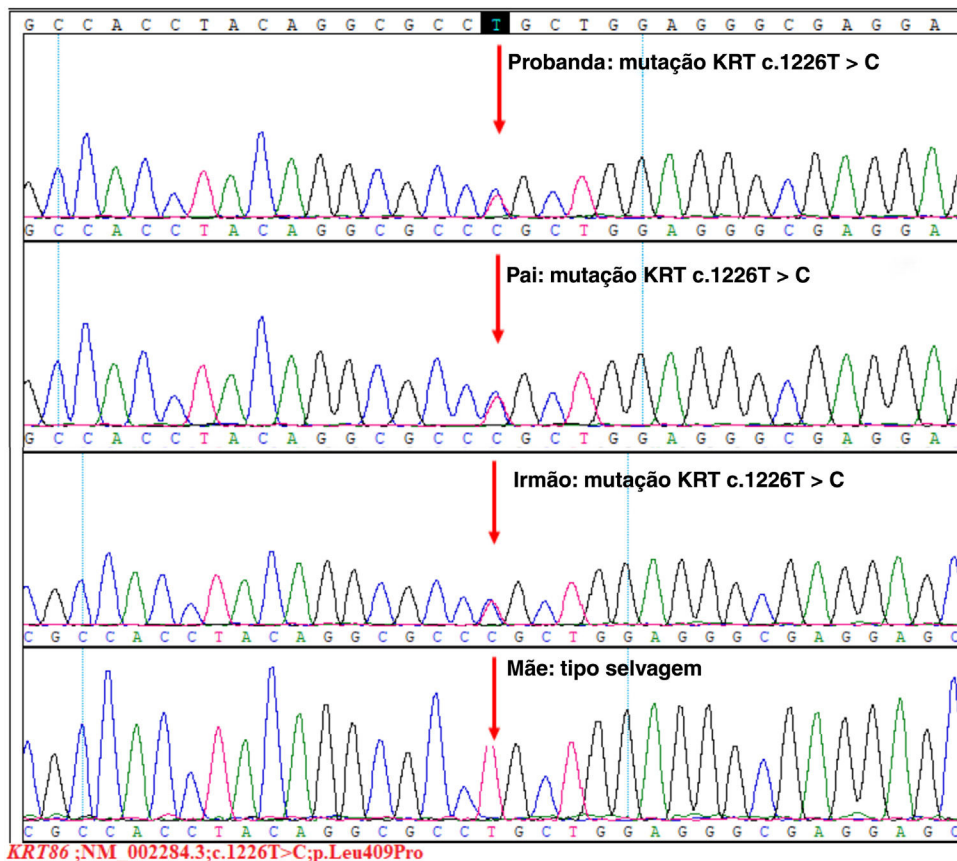 G C C A C C T A C A G G C G C C T G C T G G A G G G C G A G G A
Probanda: mutação KRT c.1226T > C
G C C A C C T A C A G G C G C C C G C T G G A G G G C G A G G A
Pai: mutação KRT c.1226T > C
G C C A C C T A C A G G C G C C C G C T G G A G G G C G A G G A
Irmão: mutação KRT c.1226T > C
C G C C A C C T A C A G G C G C C C G C T G G A G G G C G A G G A G C
Mãe: tipo selvagem
C G C C A C C T A C A G G C G C C T G C T G G A G G G C G A G G A G C
KRT86 ;NM_002284.3;c.1226T>C;p.Leu409Pro